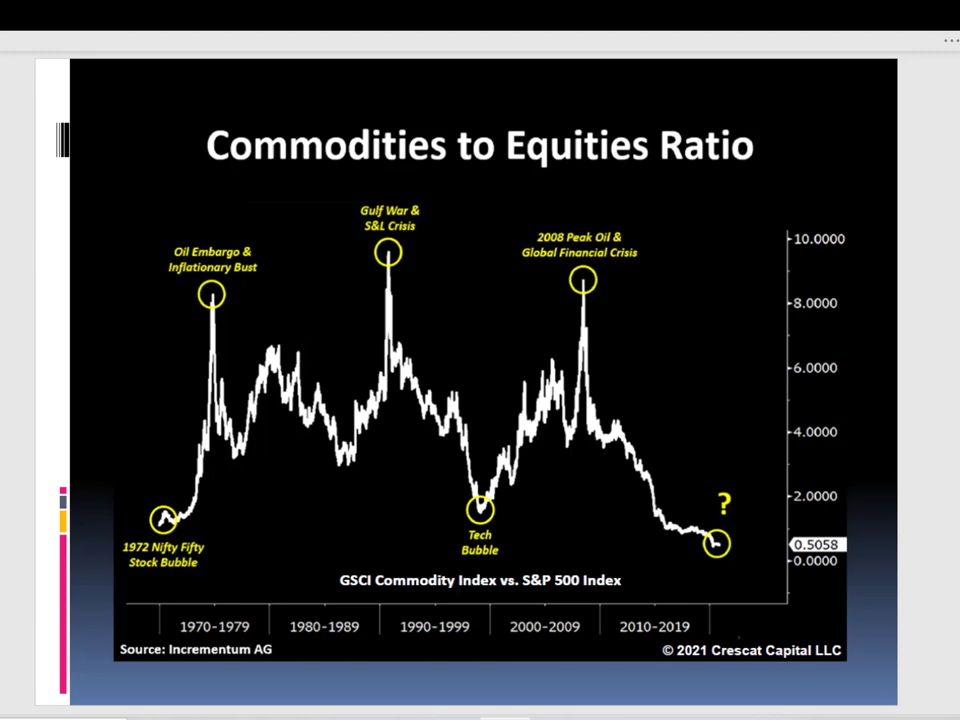 Commodities to Equities Ratio
Gulf War &
S&L Crisis
Oil Embargo &
Inflationary Bust
2008 Peak Oil &
Global Financial Crisis
10.0000
8.0000
6.0000
4.0000
2.0000
?
0.5058
0.0000
1972 Nifty Fifty
Stock Bubble
Tech
Bubble
GSCI Commodity Index vs. S&P 500 Index
1970-1979 1980-1989 1990-1999 2000-2009 2010-2019
Source: Incrementum AG © 2021 Crescat Capital LLC